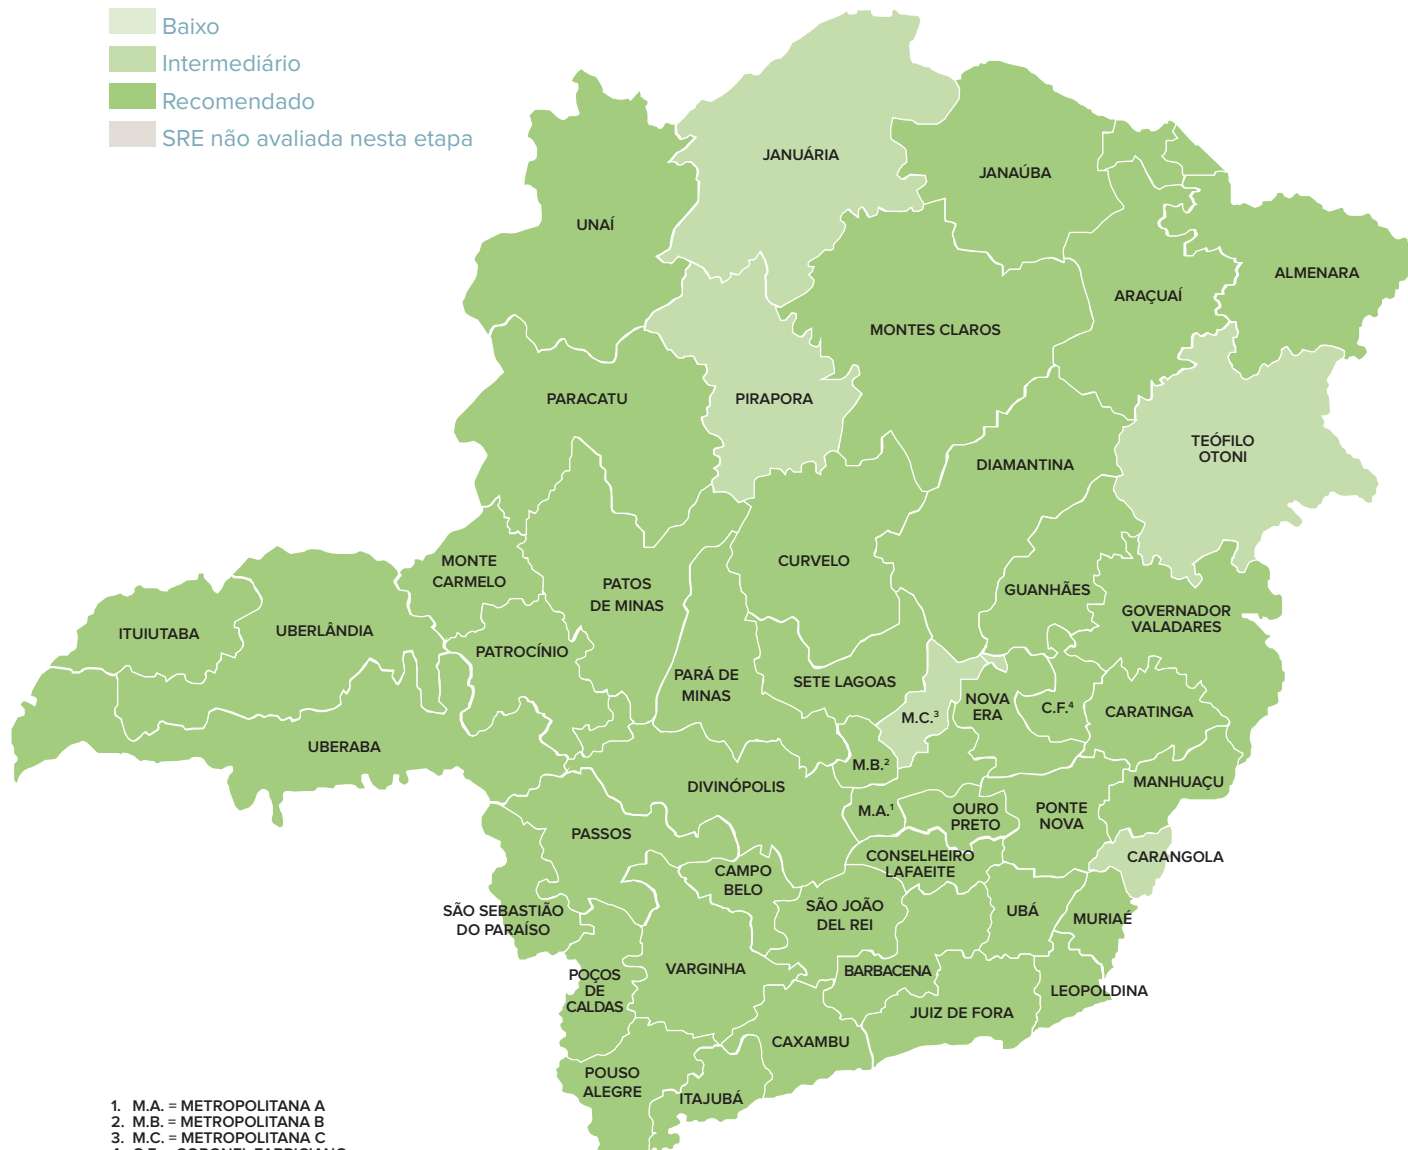 Baixo
Intermediário
Recomendado
SRE não avaliada nesta etapa
JANUÁRIA
JANAÚBA
UNAÍ
ALMENARA
ARAÇUAÍ
MONTES CLAROS
PARACATU
PIRAPORA
TEÓFILO
OTONI
DIAMANTINA
MONTE
CARMELO
CURVELO
PATOS
DE MINAS
GUANHÃES
GOVERNADOR
VALADARES
ITUIUTABA
UBERLÂNDIA
PATROCÍNIO
PARÁ DE
MINAS
SETE LAGOAS
NOVA
ERA
C.F.⁴
CARATINGA
M.C.³
UBERABA
M.B.²
DIVINÓPOLIS
MANHUAÇU
M.A.¹
OURO
PRETO
PONTE
NOVA
PASSOS
CONSELHEIRO
LAFAEITE
CARANGOLA
CAMPO
BELO
SÃO SEBASTIÃO
DO PARAÍSO
SÃO JOÃO
DEL REI
UBÁ
MURIAÉ
POÇOS
DE
CALDAS
VARGINHA
BARBACENA
LEOPOLDINA
JUIZ DE FORA
CAXAMBU
POUSO
ALEGRE
ITAJUBÁ
1. M.A. = METROPOLITANA A
2. M.B. = METROPOLITANA B
3. M.C. = METROPOLITANA C